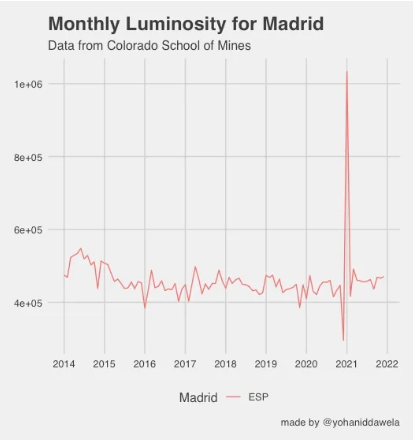 Monthly Luminosity for Madrid
Data from Colorado School of Mines
1e+06
8e+05
6e+05
4e+05
2014 2015 2016 2017 2018 2019 2020 2021 2022
Madrid ESP
made by @yohaniddawela